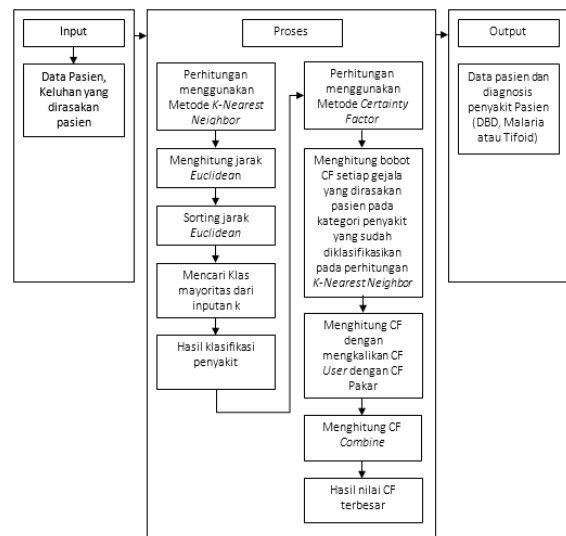 Input
Data Pasien,
Keluhan yang
dirasakan
pasien
Proses
Perhitungan
menggunakan
Metode K-Nearest
Neighbor
Menghitung jarak
Euclidean
Sorting jarak
Euclidean
Mencari Klas
mayoritas dari
inputan k
Hasil klasifikasi
penyakit
Perhitungan
menggunakan
Metode Certainty
Factor
Menghitung bobot
CF setiap gejala
yang dirasakan
pasien pada
kategori penyakit
yang sudah
diklasifikasikan
pada perhitungan
K-Nearest Neighbor
Menghitung CF
dengan
mengkalikan CF
User dengan CF
Pakar
Menghitung CF
Combine
Hasil nilai CF
terbesar
Output
Data pasien dan
diagnosis
penyakit Pasien
(DBD, Malaria
atau Tifoid)